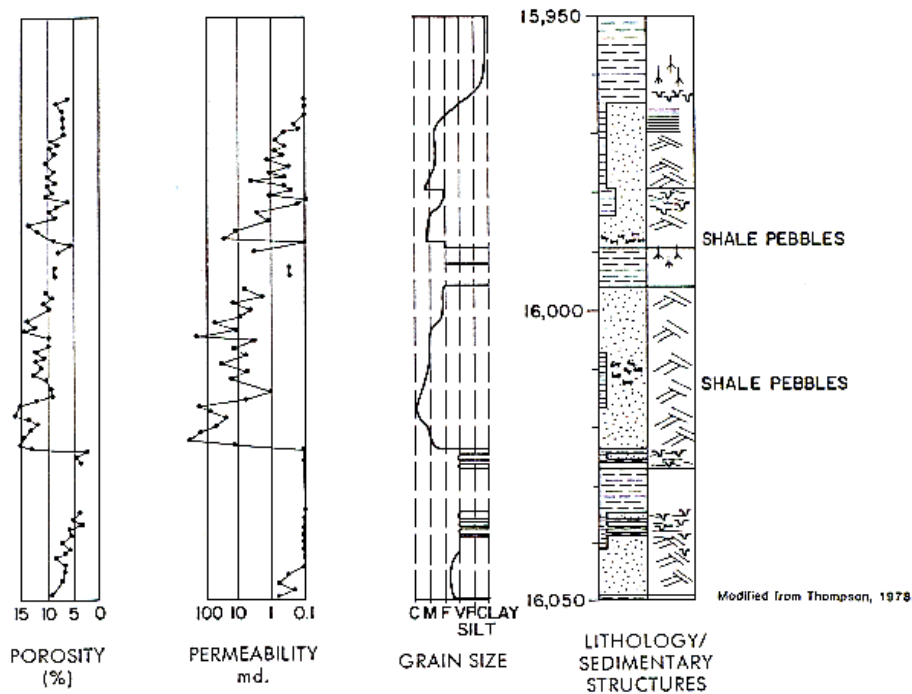 15,950
SHALE PEBBLES
16,000
SHALE PEBBLES
16,050
Modified from Thompson, 1978
15 10 5 0
100 10 1 0.1
C M F VF CLAY
SILT
POROSITY
(%)
PERMEABILITY
md.
GRAIN SIZE
LITHOLOGY/
SEDIMENTARY
STRUCTURES